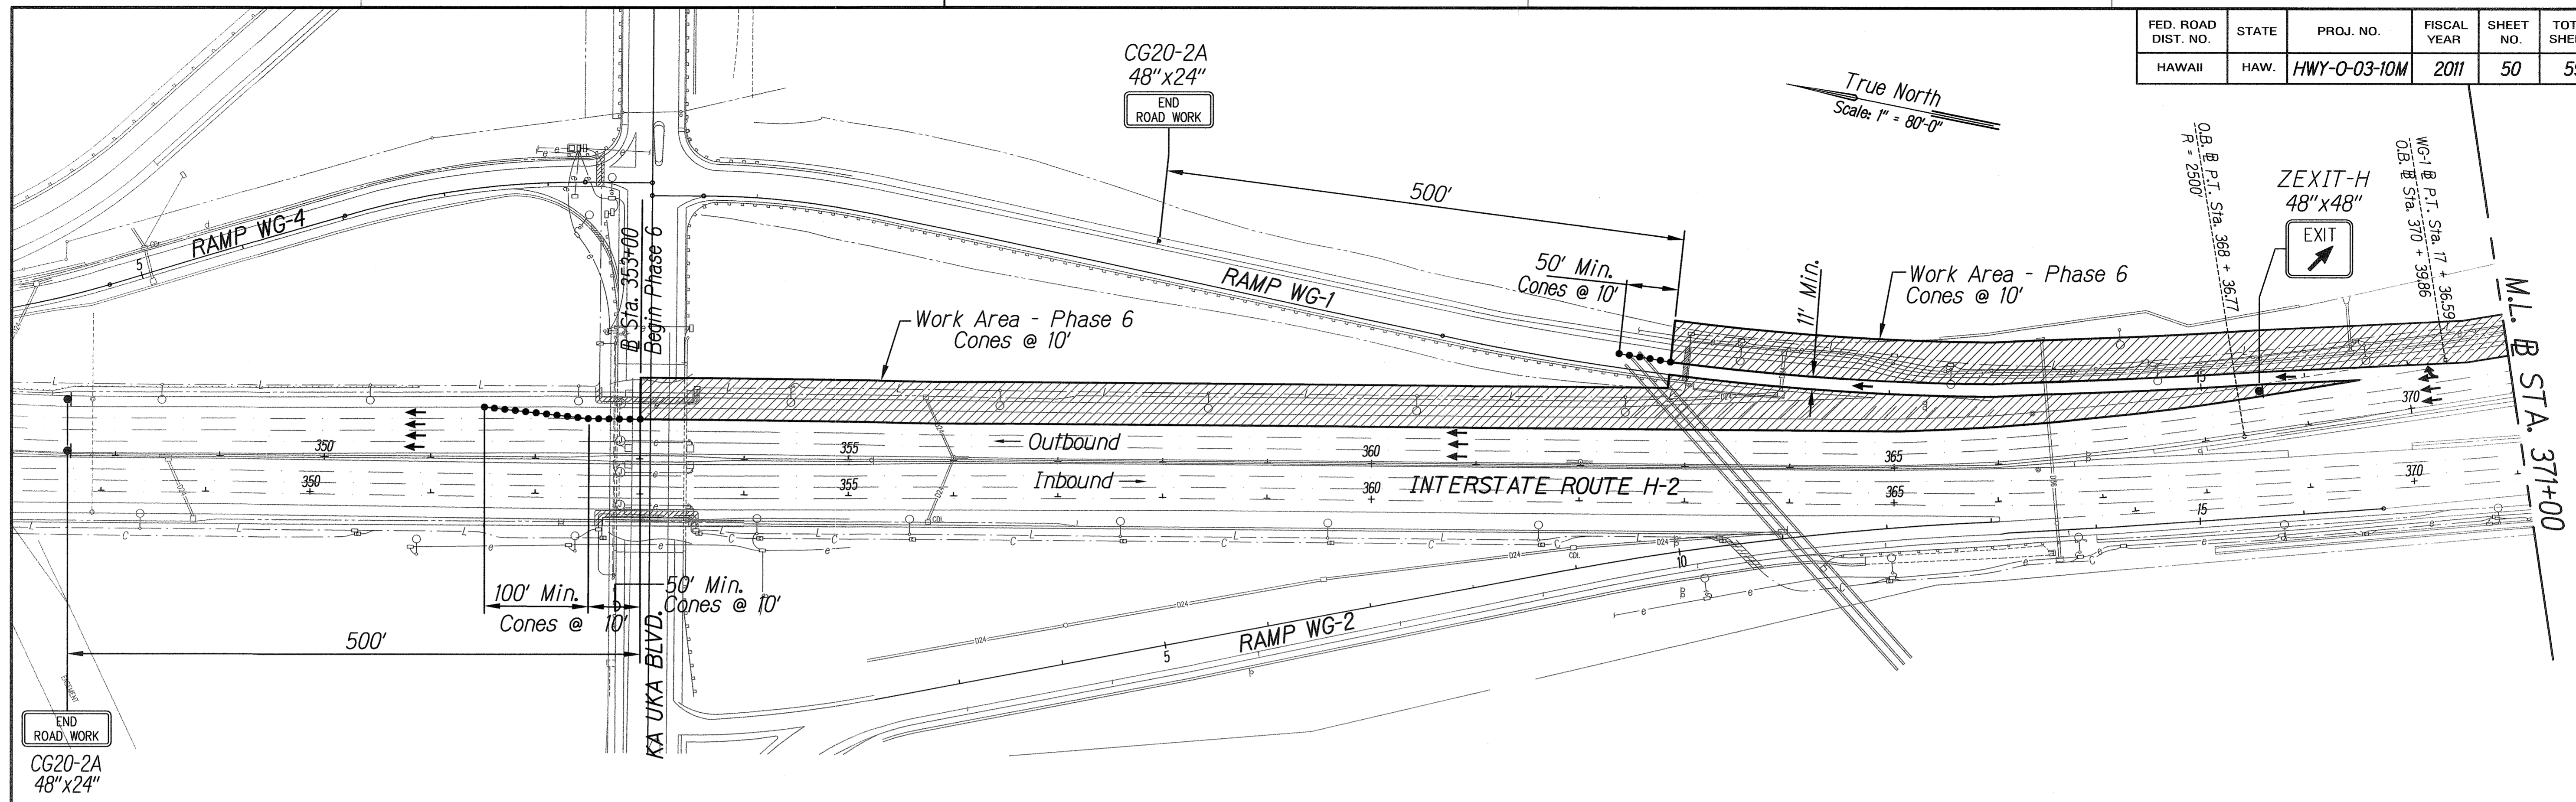 FED. ROAD DIST. NO.
STATE
PROJ. NO.
FISCAL YEAR
SHEET NO.
HAWAII
HAW.
HWY-O-03-10M
2011
50
CG20-2A
48"x24"
END
ROAD WORK
True North
Scale: 1" = 80'-0"
O.B. B P.T. Sta. 368 + 36.77
R = 2500'
WG-1 B P.T. Sta. 17 + 36.59
O.B. B Sta. 370 + 39.86
ZEXIT-H
48"x48"
EXIT
500'
50' Min.
Cones @ 10'
11' Min.
Work Area - Phase 6
Cones @ 10'
RAMP WG-4
5
B Sta. 353+00
Begin Phase 6
RAMP WG-1
Work Area - Phase 6
Cones @ 10'
M.L. B STA. 371+00
15
370
350
355
Outbound
360
365
350
355
Inbound
360
INTERSTATE ROUTE H-2
365
370
15
10
100' Min.
Cones @ 10'
50' Min.
Cones @ 10'
RAMP WG-2
5
500'
KA UKA BLVD.
EASEMENT
END
ROAD WORK
CG20-2A
48"x24"